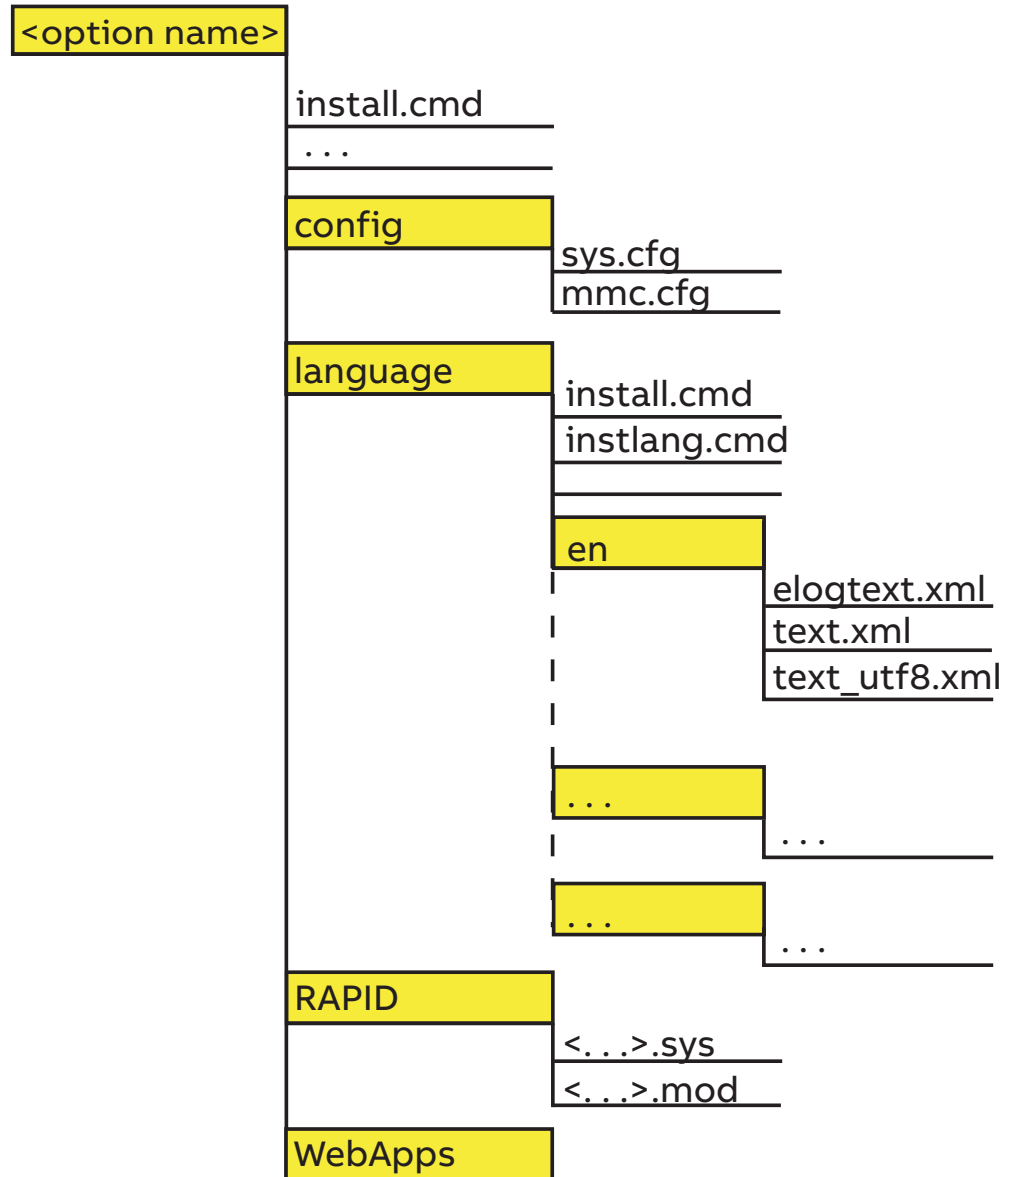 <option name>
install.cmd
. . .
config
sys.cfg
mmc.cfg
language
install.cmd
instlang.cmd
en
elogtext.xml
text.xml
text_utf8.xml
. . .
. . .
. . .
. . .
RAPID
<. . .>.sys
<. . .>.mod
WebApps